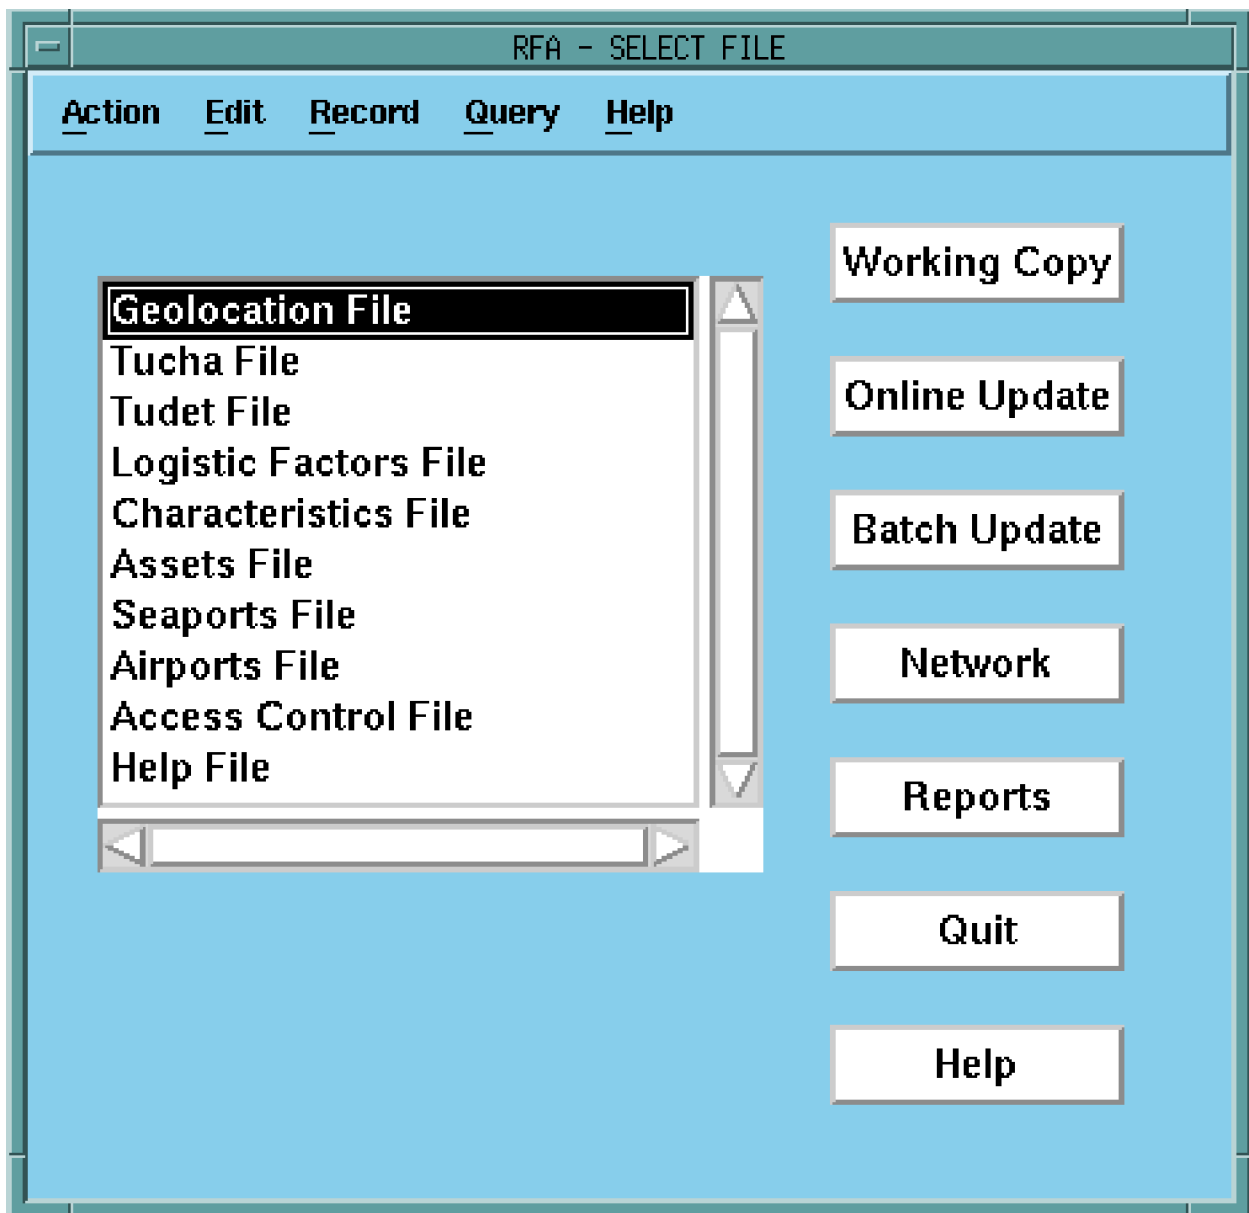 RFA - SELECT FILE
Action Edit Record Query Help
Geolocation File
Tucha File
Tudet File
Logistic Factors File
Characteristics File
Assets File
Seaports File
Airports File
Access Control File
Help File
Working Copy
Online Update
Batch Update
Network
Reports
Quit
Help